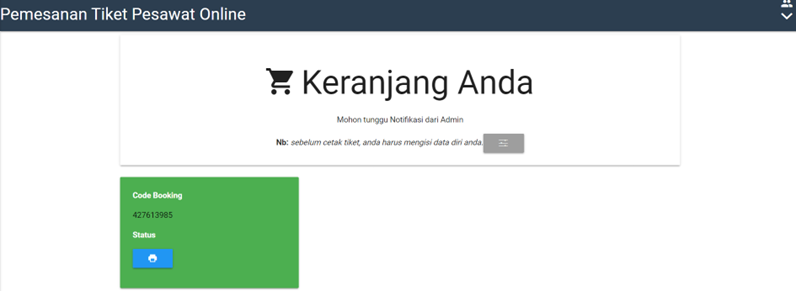 Pemesanan Tiket Pesawat Online
Keranjang Anda
Mohon tunggu Notifikasi dari Admin
Nb: sebelum cetak tiket, anda harus mengisi data diri anda.
Code Booking
427613985
Status